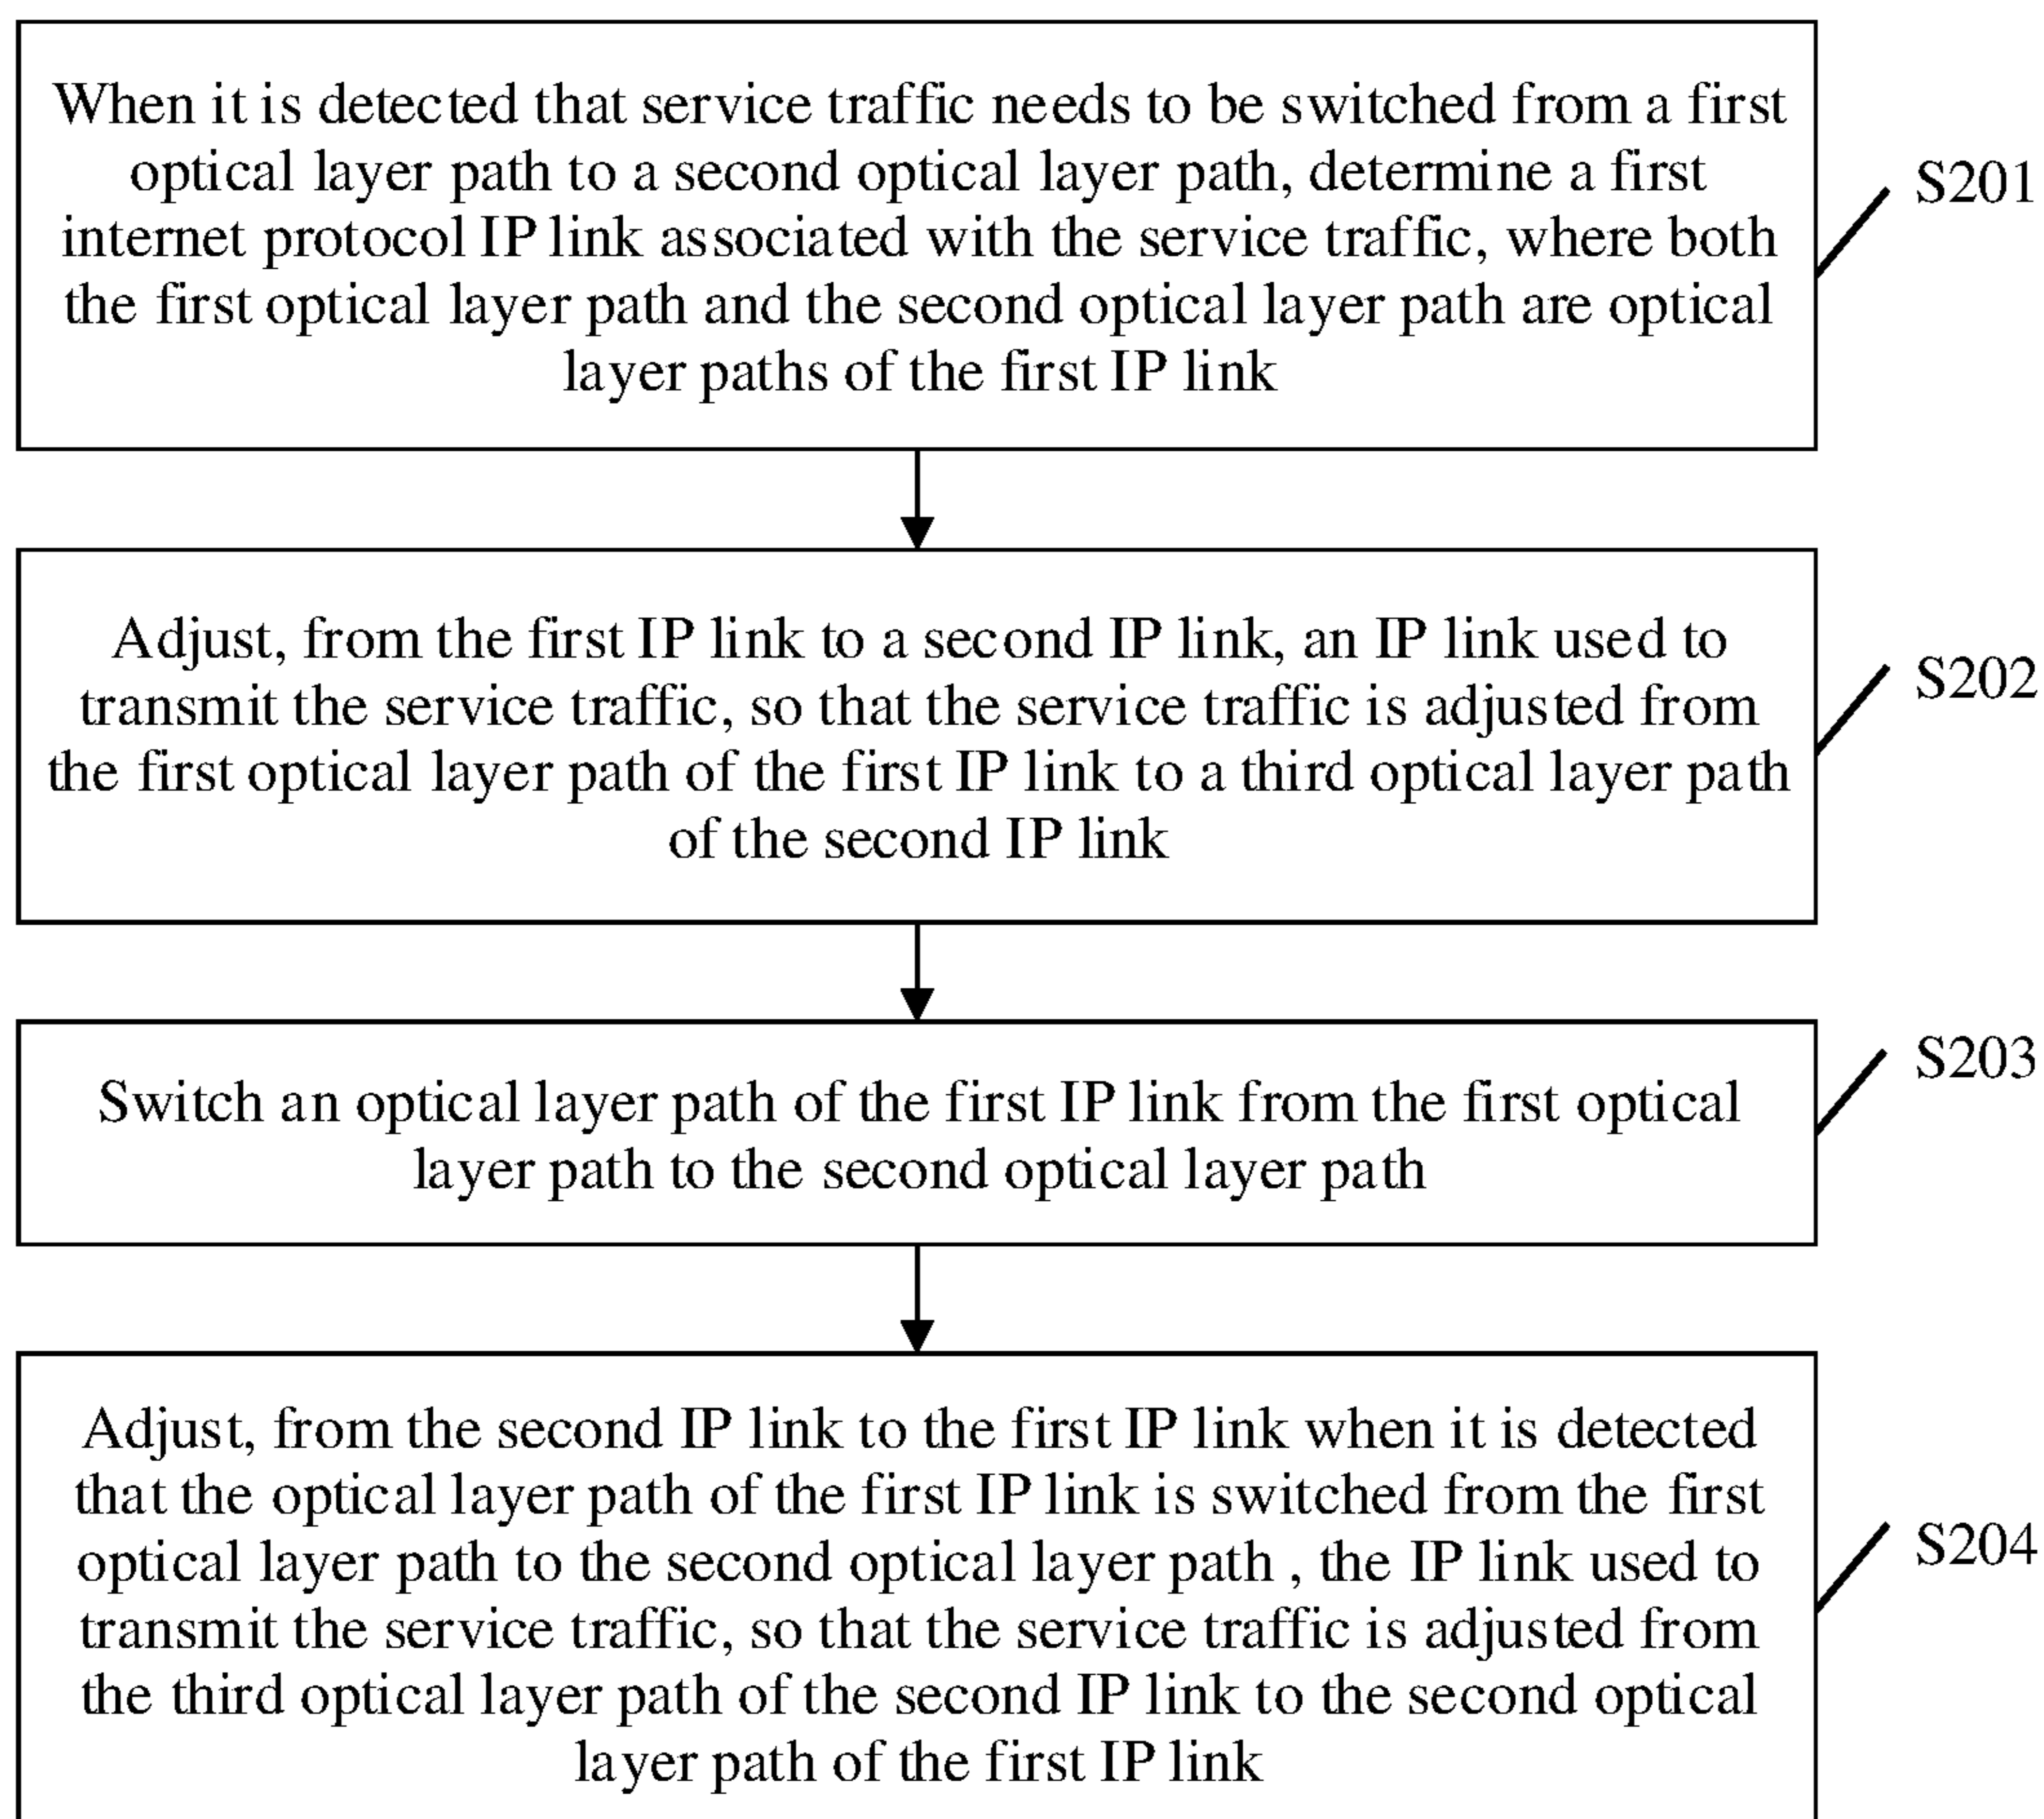 When it is detected that service traffic needs to be switched from a first
optical layer path to a second optical layer path, determine a first
internet protocol IP link associated with the service traffic, where both
the first optical layer path and the second optical layer path are optical
layer paths of the first IP link
S201
Adjust, from the first IP link to a second IP link, an IP link used to
transmit the service traffic, so that the service traffic is adjusted from
the first optical layer path of the first IP link to a third optical layer path
of the second IP link
S202
Switch an optical layer path of the first IP link from the first optical
layer path to the second optical layer path
S203
Adjust, from the second IP link to the first IP link when it is detected
that the optical layer path of the first IP link is switched from the first
optical layer path to the second optical layer path , the IP link used to
transmit the service traffic, so that the service traffic is adjusted from
the third optical layer path of the second IP link to the second optical
layer path of the first IP link
S204